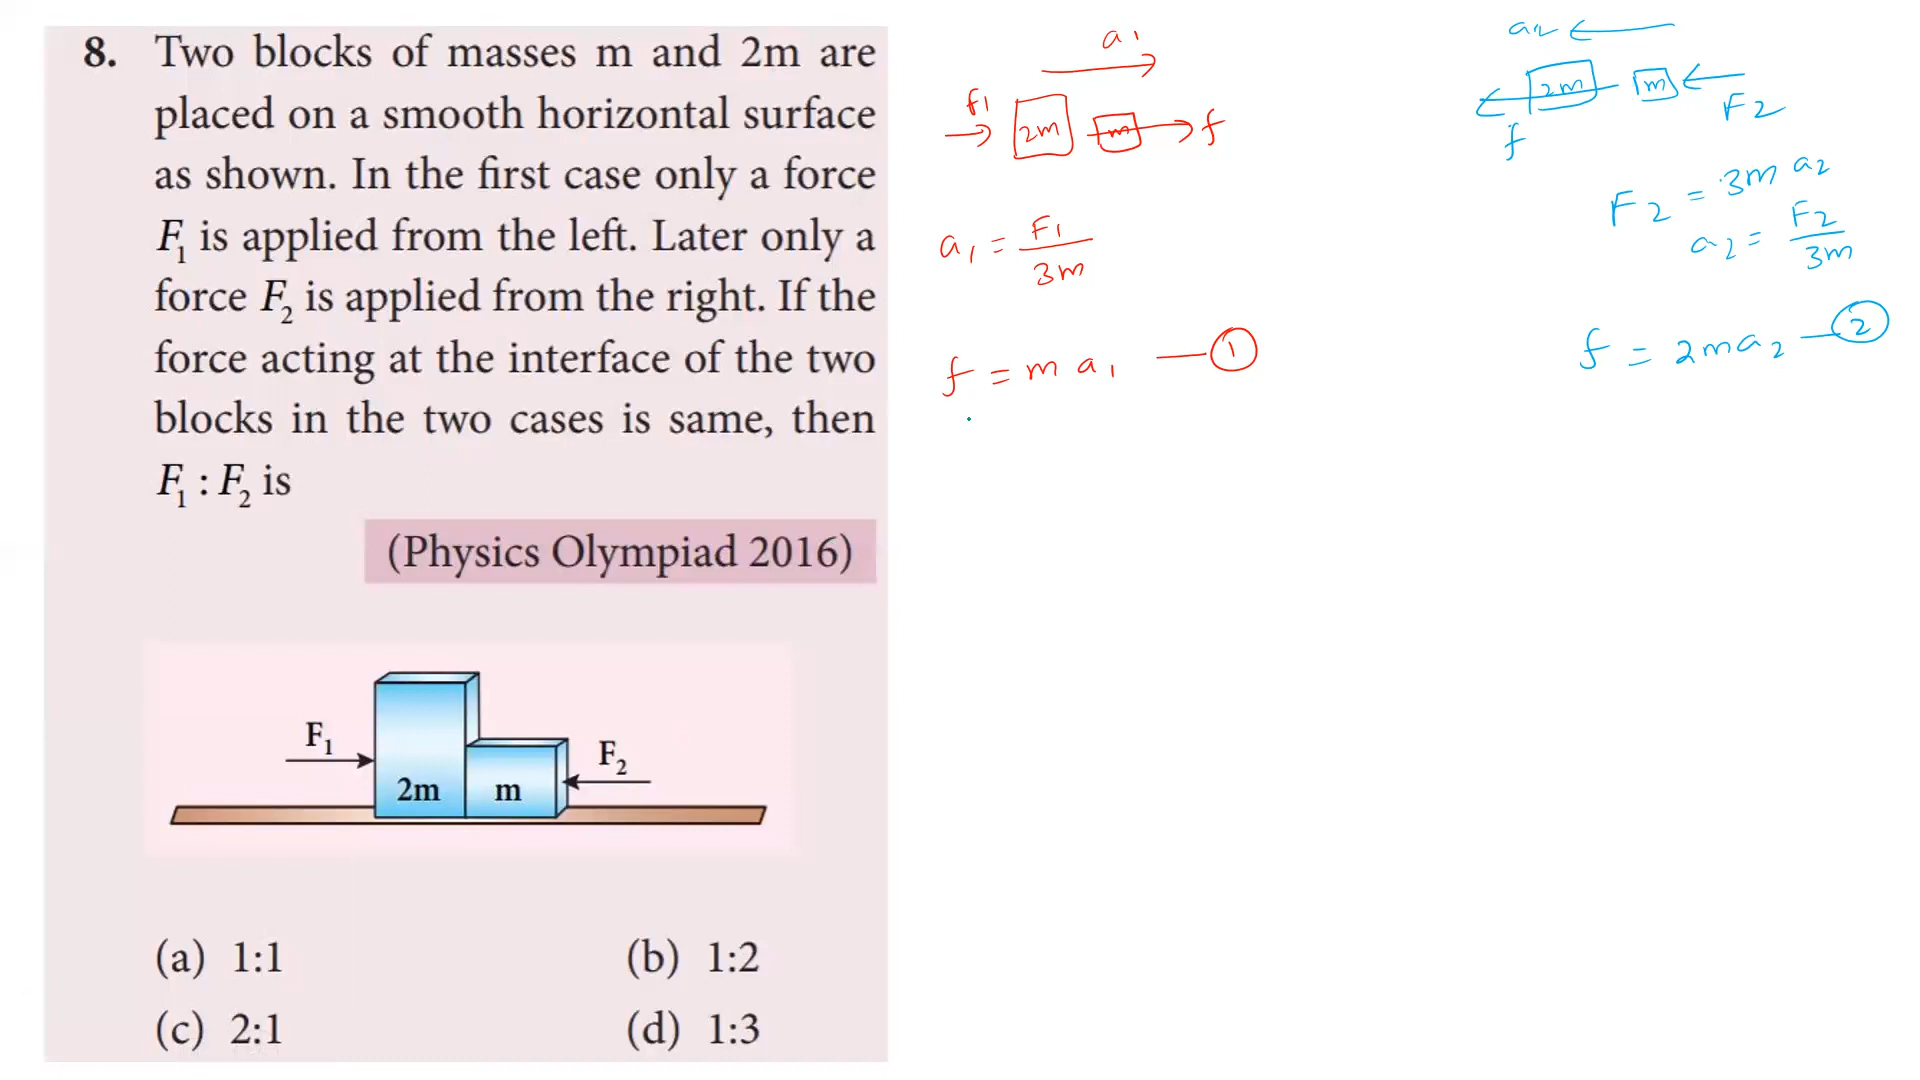 8. Two blocks of masses m and 2m are
placed on a smooth horizontal surface
as shown. In the first case only a force
F₁ is applied from the left. Later only a
force F₂ is applied from the right. If the
force acting at the interface of the two
blocks in the two cases is same, then
F₁ : F₂ is
(Physics Olympiad 2016)
F₁
2m
m
F₂
(a) 1:1 (b) 1:2
(c) 2:1 (d) 1:3
a₁
F₁ 2m m f
a₁ = F₁/3m
f = m a₁ — ①
a₂
2m m F₂
f
F₂ = 3m a₂
a₂ = F₂/3m
f = 2ma₂ — ②